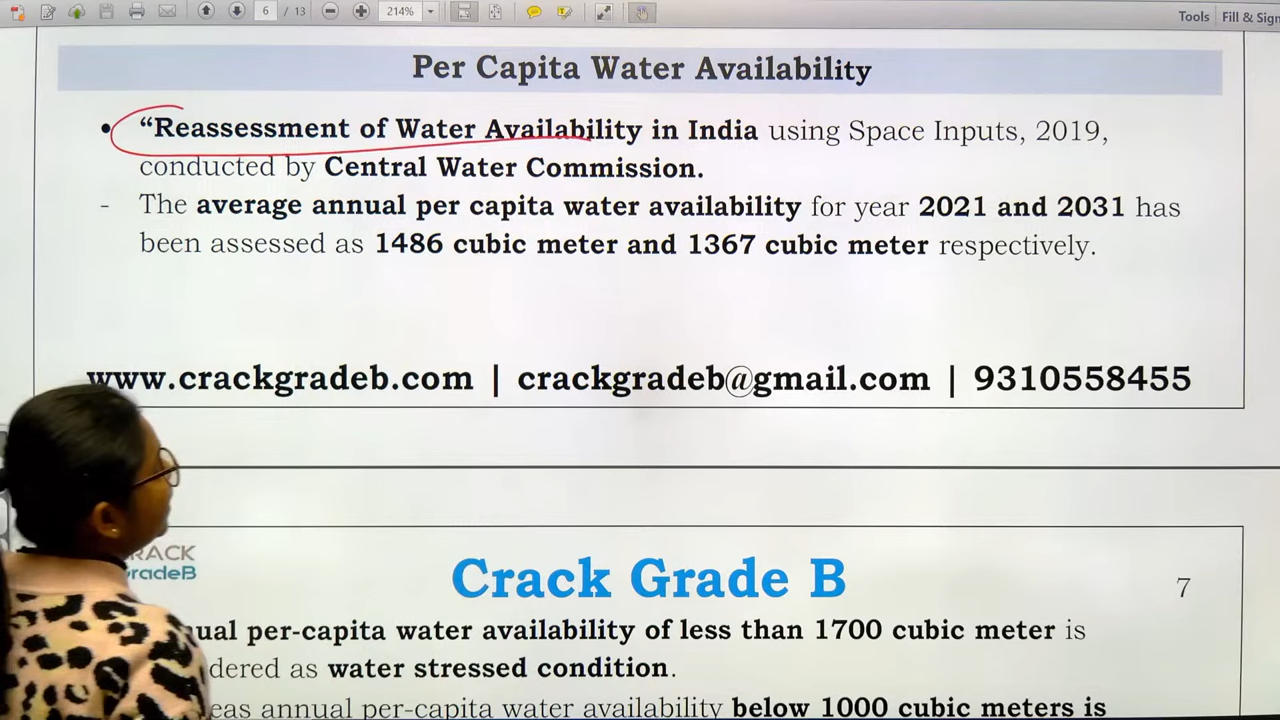 6 / 13
214%
Tools
Fill & Sign
Per Capita Water Availability
• “Reassessment of Water Availability in India using Space Inputs, 2019,
conducted by Central Water Commission.
- The average annual per capita water availability for year 2021 and 2031 has
been assessed as 1486 cubic meter and 1367 cubic meter respectively.
www.crackgradeb.com | crackgradeb@gmail.com | 9310558455
RACK
GradeB
Crack Grade B
7
per-capita water availability of less than 1700 cubic meter is
as water stressed condition.
annual per-capita water availability below 1000 cubic meters is